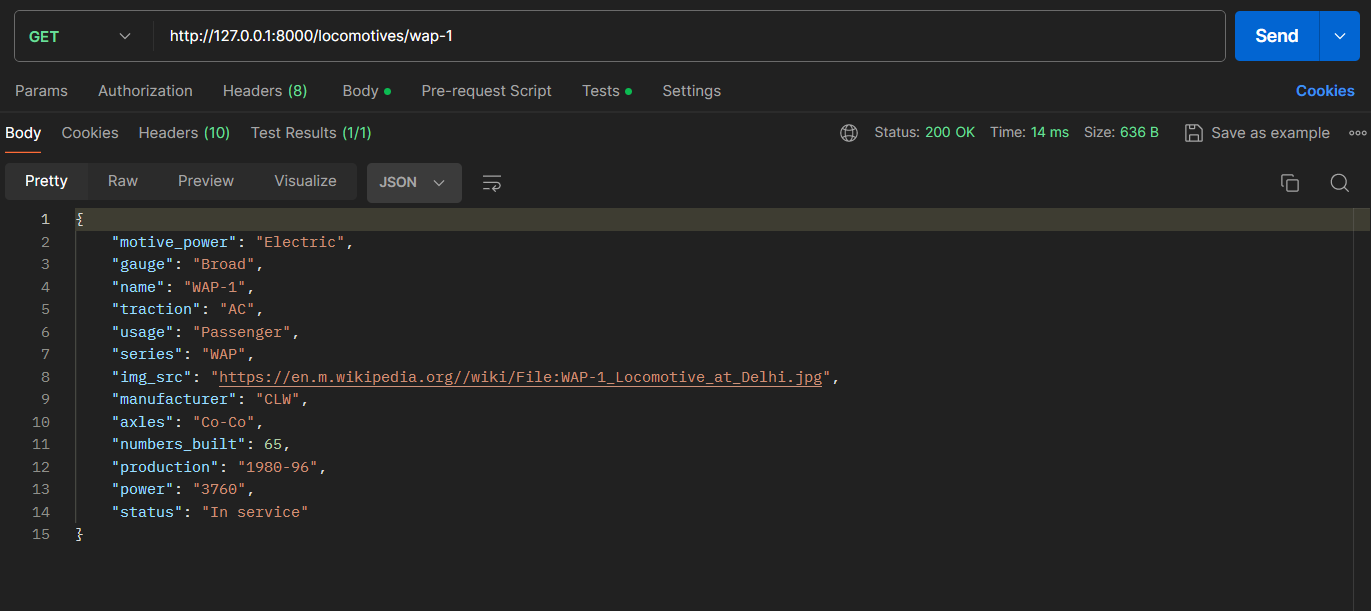 GET http://127.0.0.1:8000/locomotives/wap-1 Send
Params Authorization Headers (8) Body Pre-request Script Tests Settings Cookies
Body Cookies Headers (10) Test Results (1/1) Status: 200 OK Time: 14 ms Size: 636 B Save as example
Pretty Raw Preview Visualize JSON
1 {
2 "motive_power": "Electric",
3 "gauge": "Broad",
4 "name": "WAP-1",
5 "traction": "AC",
6 "usage": "Passenger",
7 "series": "WAP",
8 "img_src": "https://en.m.wikipedia.org//wiki/File:WAP-1_Locomotive_at_Delhi.jpg",
9 "manufacturer": "CLW",
10 "axles": "Co-Co",
11 "numbers_built": 65,
12 "production": "1980-96",
13 "power": "3760",
14 "status": "In service"
15 }